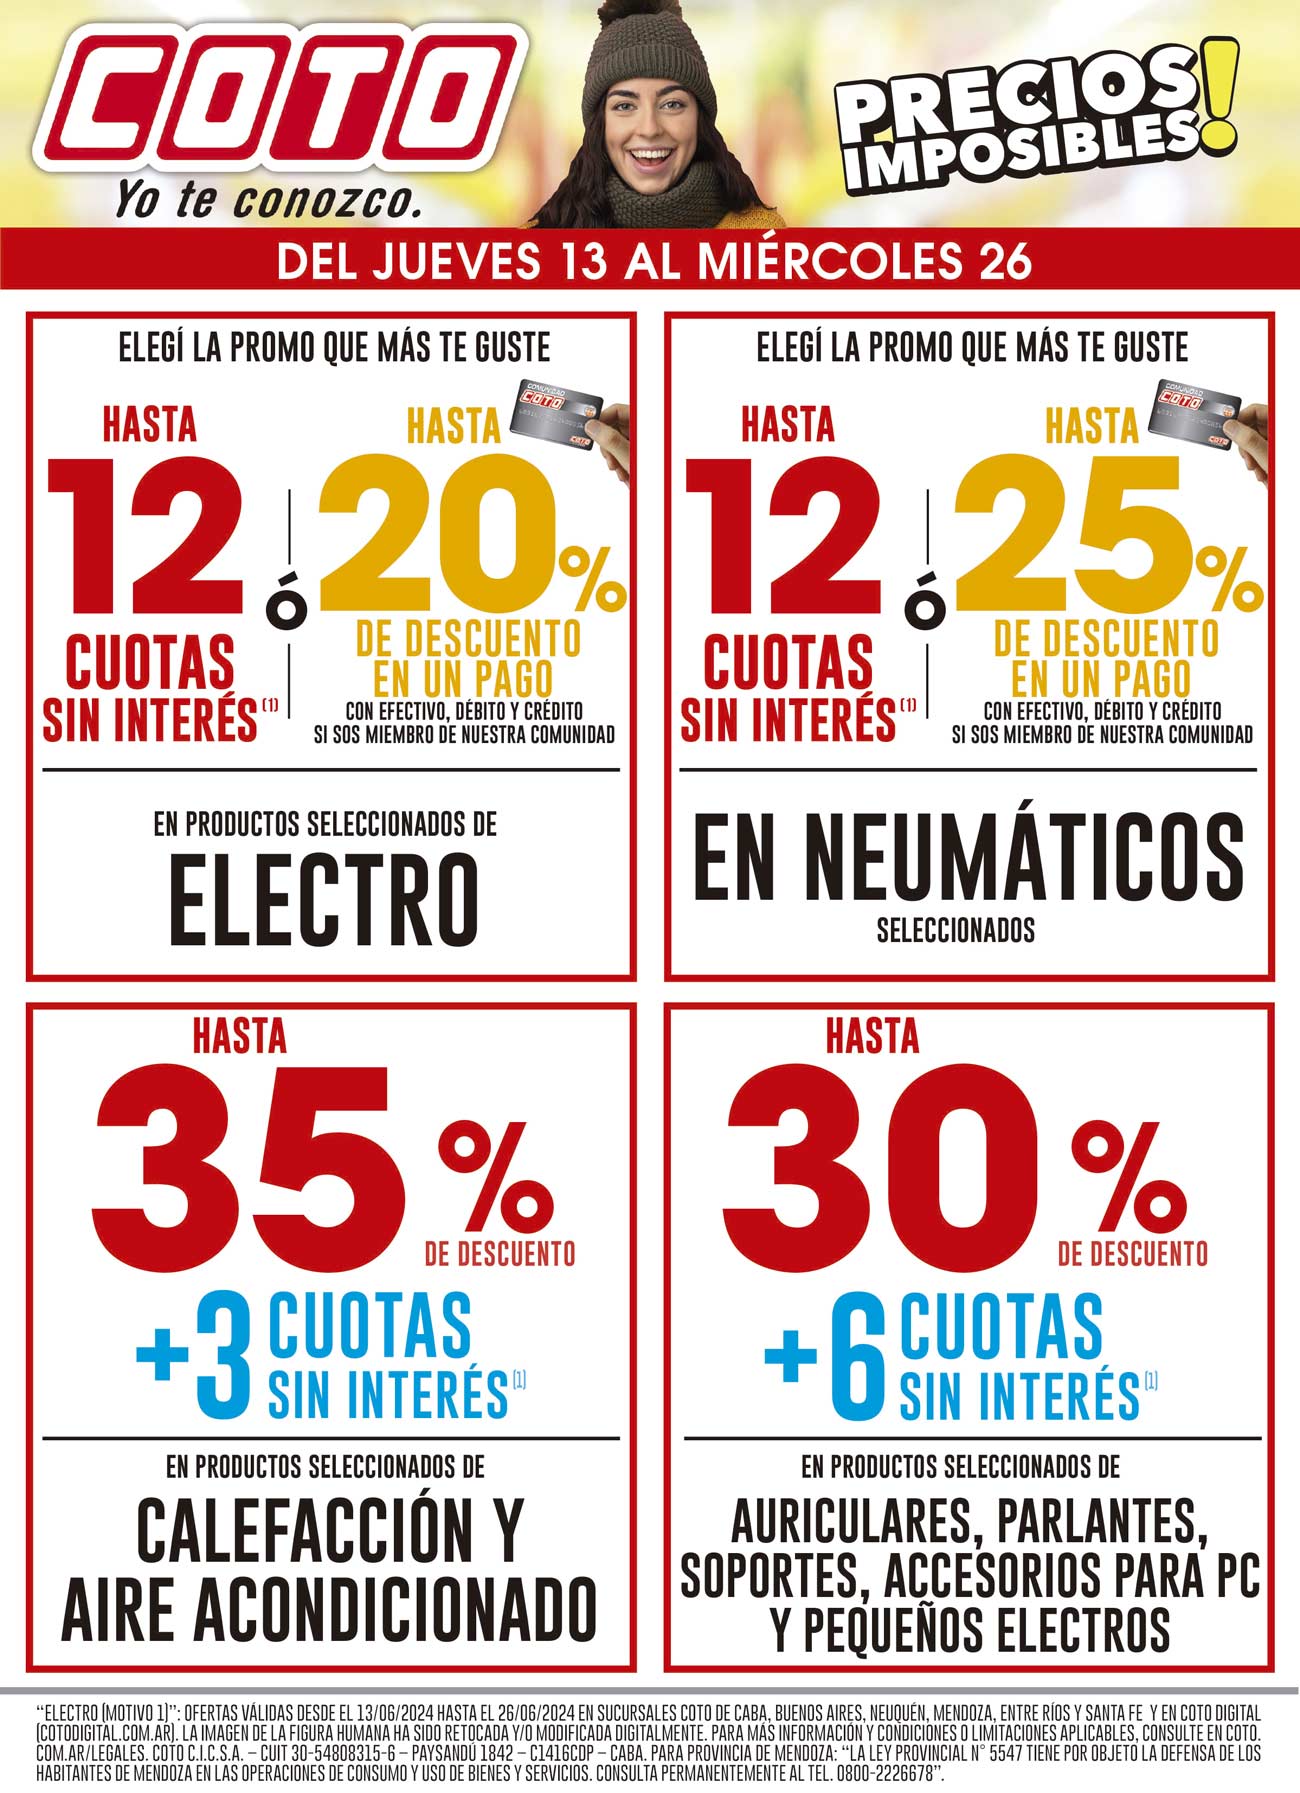 COTO
Yo te conozco.
PRECIOS
IMPOSIBLES!
DEL JUEVES 13 AL MIÉRCOLES 26
ELEGÍ LA PROMO QUE MÁS TE GUSTE
HASTA
12
CUOTAS
SIN INTERÉS (1)
Ó
HASTA
20%
DE DESCUENTO
EN UN PAGO
CON EFECTIVO, DÉBITO Y CRÉDITO
SI SOS MIEMBRO DE NUESTRA COMUNIDAD
COMUNIDAD
COTO
EN PRODUCTOS SELECCIONADOS DE
ELECTRO
ELEGÍ LA PROMO QUE MÁS TE GUSTE
HASTA
12
CUOTAS
SIN INTERÉS (1)
Ó
HASTA
25%
DE DESCUENTO
EN UN PAGO
CON EFECTIVO, DÉBITO Y CRÉDITO
SI SOS MIEMBRO DE NUESTRA COMUNIDAD
COMUNIDAD
COTO
EN NEUMÁTICOS
SELECCIONADOS
HASTA
35%
DE DESCUENTO
+3 CUOTAS
SIN INTERÉS (1)
EN PRODUCTOS SELECCIONADOS DE
CALEFACCIÓN Y
AIRE ACONDICIONADO
HASTA
30%
DE DESCUENTO
+6 CUOTAS
SIN INTERÉS (1)
EN PRODUCTOS SELECCIONADOS DE
AURICULARES, PARLANTES,
SOPORTES, ACCESORIOS PARA PC
Y PEQUEÑOS ELECTROS
“ELECTRO (MOTIVO 1)”: OFERTAS VÁLIDAS DESDE EL 13/06/2024 HASTA EL 26/06/2024 EN SUCURSALES COTO DE CABA, BUENOS AIRES, NEUQUÉN, MENDOZA, ENTRE RÍOS Y SANTA FE Y EN COTO DIGITAL
(COTODIGITAL.COM.AR). LA IMAGEN DE LA FIGURA HUMANA HA SIDO RETOCADA Y/O MODIFICADA DIGITALMENTE. PARA MÁS INFORMACIÓN Y CONDICIONES O LIMITACIONES APLICABLES, CONSULTE EN COTO.
COM.AR/LEGALES. COTO C.I.C.S.A. – CUIT 30-54808315-6 – PAYSANDÚ 1842 – C1416CDP – CABA. PARA PROVINCIA DE MENDOZA: “LA LEY PROVINCIAL N° 5547 TIENE POR OBJETO LA DEFENSA DE LOS
HABITANTES DE MENDOZA EN LAS OPERACIONES DE CONSUMO Y USO DE BIENES Y SERVICIOS. CONSULTA PERMANENTEMENTE AL TEL. 0800-2226678”.